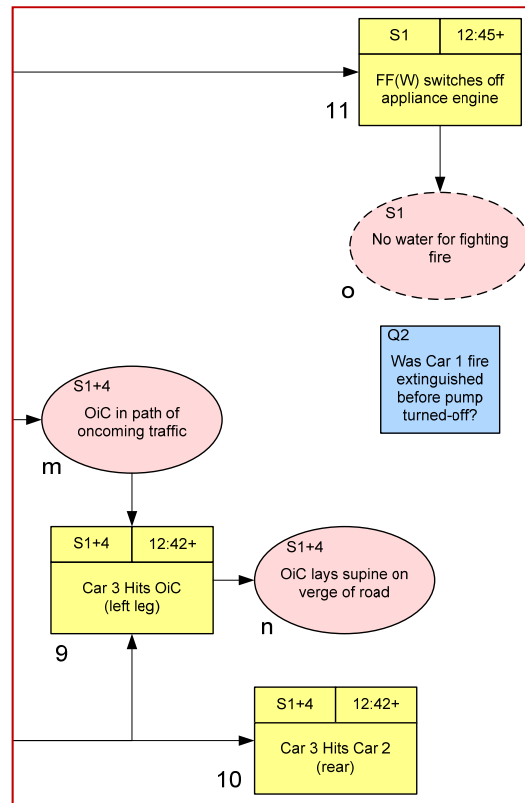 S1 12:45+
FF(W) switches off
appliance engine
11
S1
No water for fighting
fire
o
Q2
Was Car 1 fire
extinguished
before pump
turned-off?
S1+4
OiC in path of
oncoming traffic
m
S1+4 12:42+
Car 3 Hits OiC
(left leg)
9
S1+4
OiC lays supine on
verge of road
n
S1+4 12:42+
Car 3 Hits Car 2
(rear)
10